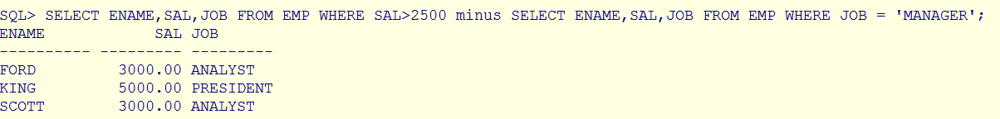 SQL> SELECT ENAME,SAL,JOB FROM EMP WHERE SAL>2500 minus SELECT ENAME,SAL,JOB FROM EMP WHERE JOB = 'MANAGER';
ENAME            SAL JOB
---------- --------- ---------
FORD         3000.00 ANALYST
KING         5000.00 PRESIDENT
SCOTT        3000.00 ANALYST